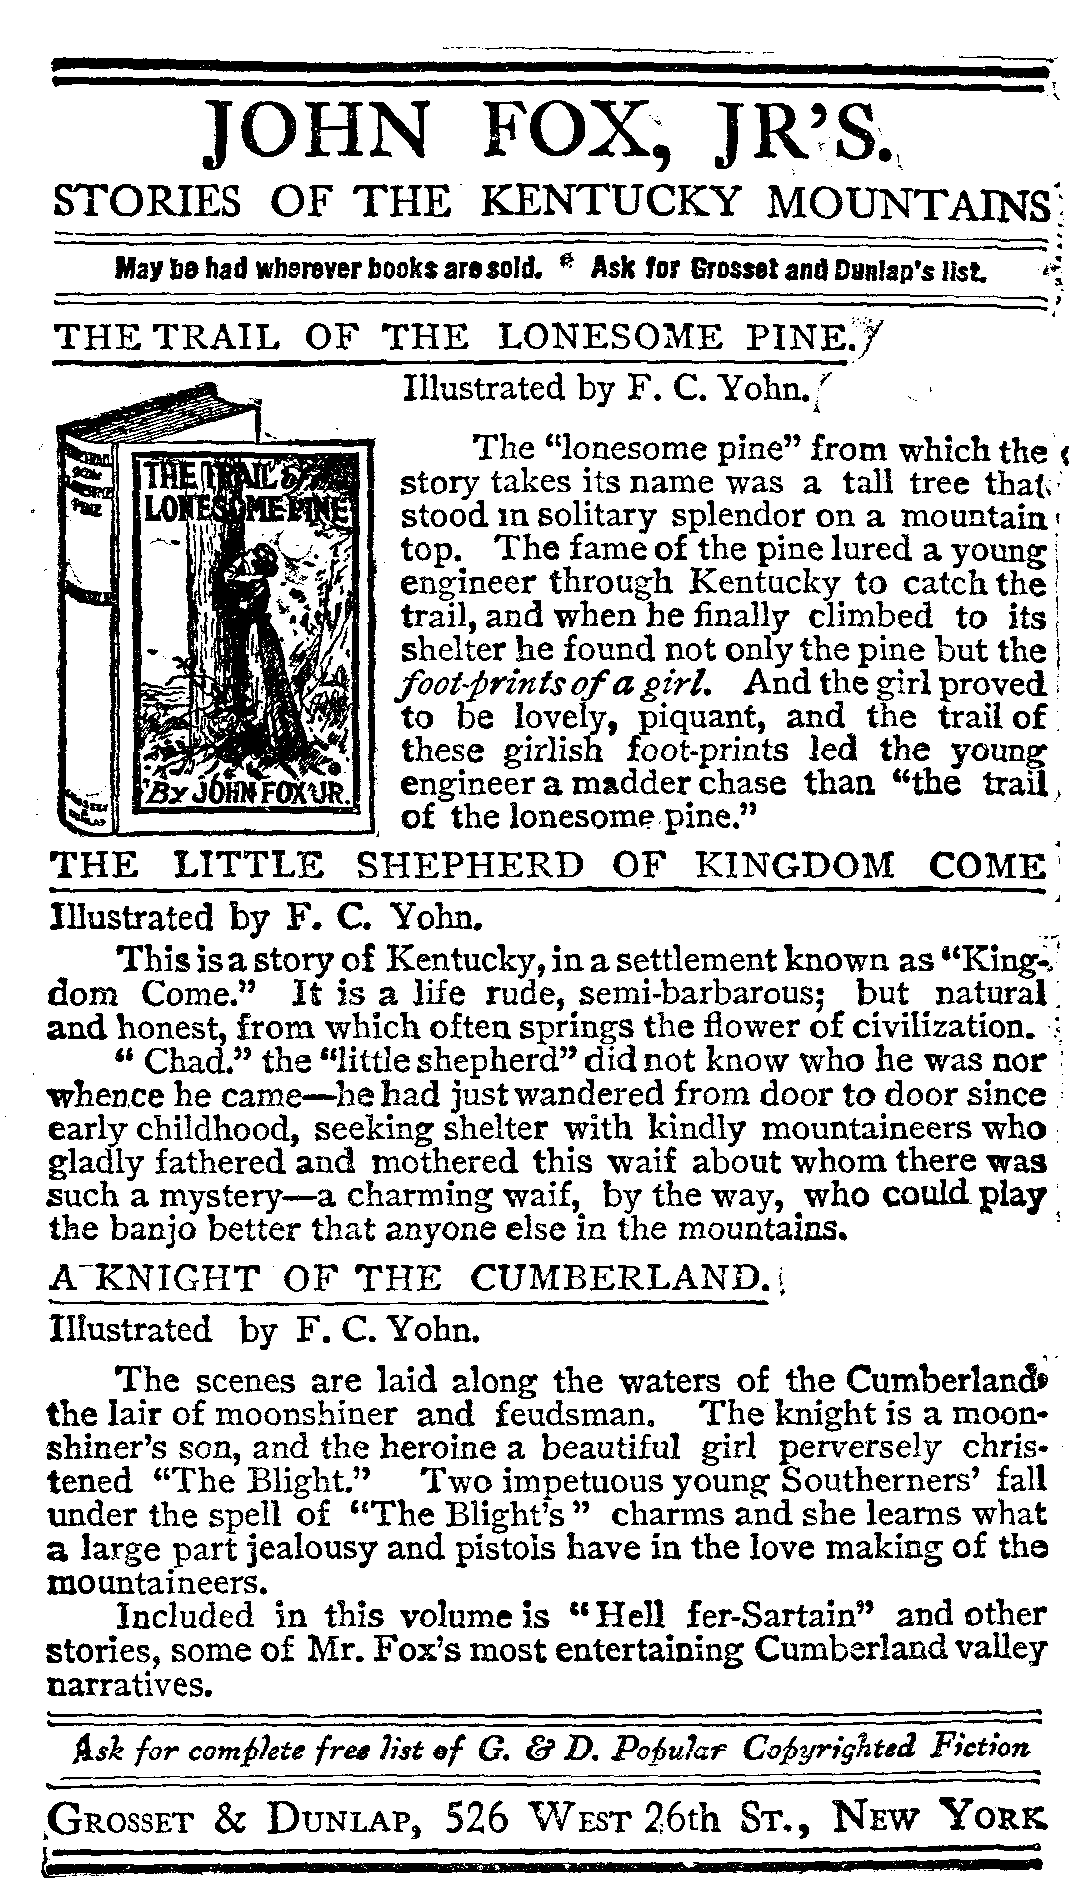 JOHN FOX, JR'S.
STORIES OF THE KENTUCKY MOUNTAINS
May be had wherever books are sold. Ask for Grosset and Dunlap's list.
THE TRAIL OF THE LONESOME PINE.
Illustrated by F. C. Yohn.
THE TRAIL of
LONESOME PINE
By JOHN FOX JR.
The "lonesome pine" from which the
story takes its name was a tall tree that
stood in solitary splendor on a mountain
top. The fame of the pine lured a young
engineer through Kentucky to catch the
trail, and when he finally climbed to its
shelter he found not only the pine but the
foot-prints of a girl. And the girl proved
to be lovely, piquant, and the trail of
these girlish foot-prints led the young
engineer a madder chase than "the trail
of the lonesome pine."
THE LITTLE SHEPHERD OF KINGDOM COME
Illustrated by F. C. Yohn.
This is a story of Kentucky, in a settlement known as "King-
dom Come." It is a life rude, semi-barbarous; but natural
and honest, from which often springs the flower of civilization.
" Chad." the "little shepherd" did not know who he was nor
whence he came—he had just wandered from door to door since
early childhood, seeking shelter with kindly mountaineers who
gladly fathered and mothered this waif about whom there was
such a mystery—a charming waif, by the way, who could play
the banjo better that anyone else in the mountains.
A KNIGHT OF THE CUMBERLAND.
Illustrated by F. C. Yohn.
The scenes are laid along the waters of the Cumberland,
the lair of moonshiner and feudsman. The knight is a moon-
shiner's son, and the heroine a beautiful girl perversely chris-
tened "The Blight." Two impetuous young Southerners' fall
under the spell of "The Blight's" charms and she learns what
a large part jealousy and pistols have in the love making of the
mountaineers.
Included in this volume is "Hell fer-Sartain" and other
stories, some of Mr. Fox's most entertaining Cumberland valley
narratives.
Ask for complete free list of G. & D. Popular Copyrighted Fiction
GROSSET & DUNLAP, 526 WEST 26th ST., NEW YORK